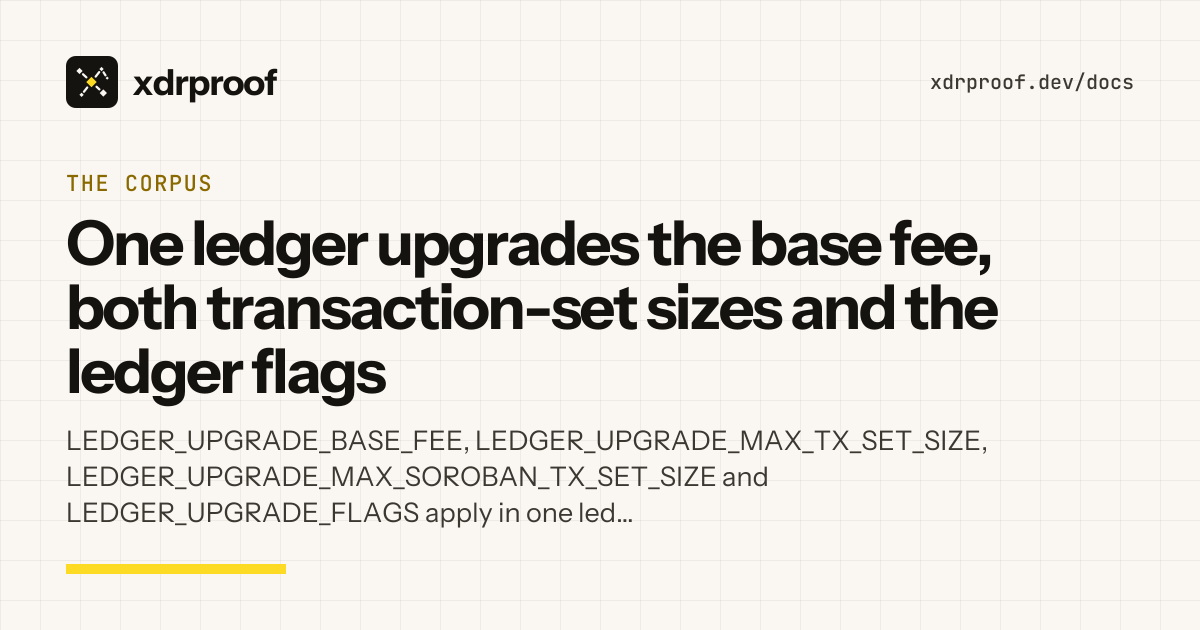 xdrproof
xdrproof.dev/docs
THE CORPUS
One ledger upgrades the base fee,
both transaction-set sizes and the
ledger flags
LEDGER_UPGRADE_BASE_FEE, LEDGER_UPGRADE_MAX_TX_SET_SIZE,
LEDGER_UPGRADE_MAX_SOROBAN_TX_SET_SIZE and
LEDGER_UPGRADE_FLAGS apply in one led...